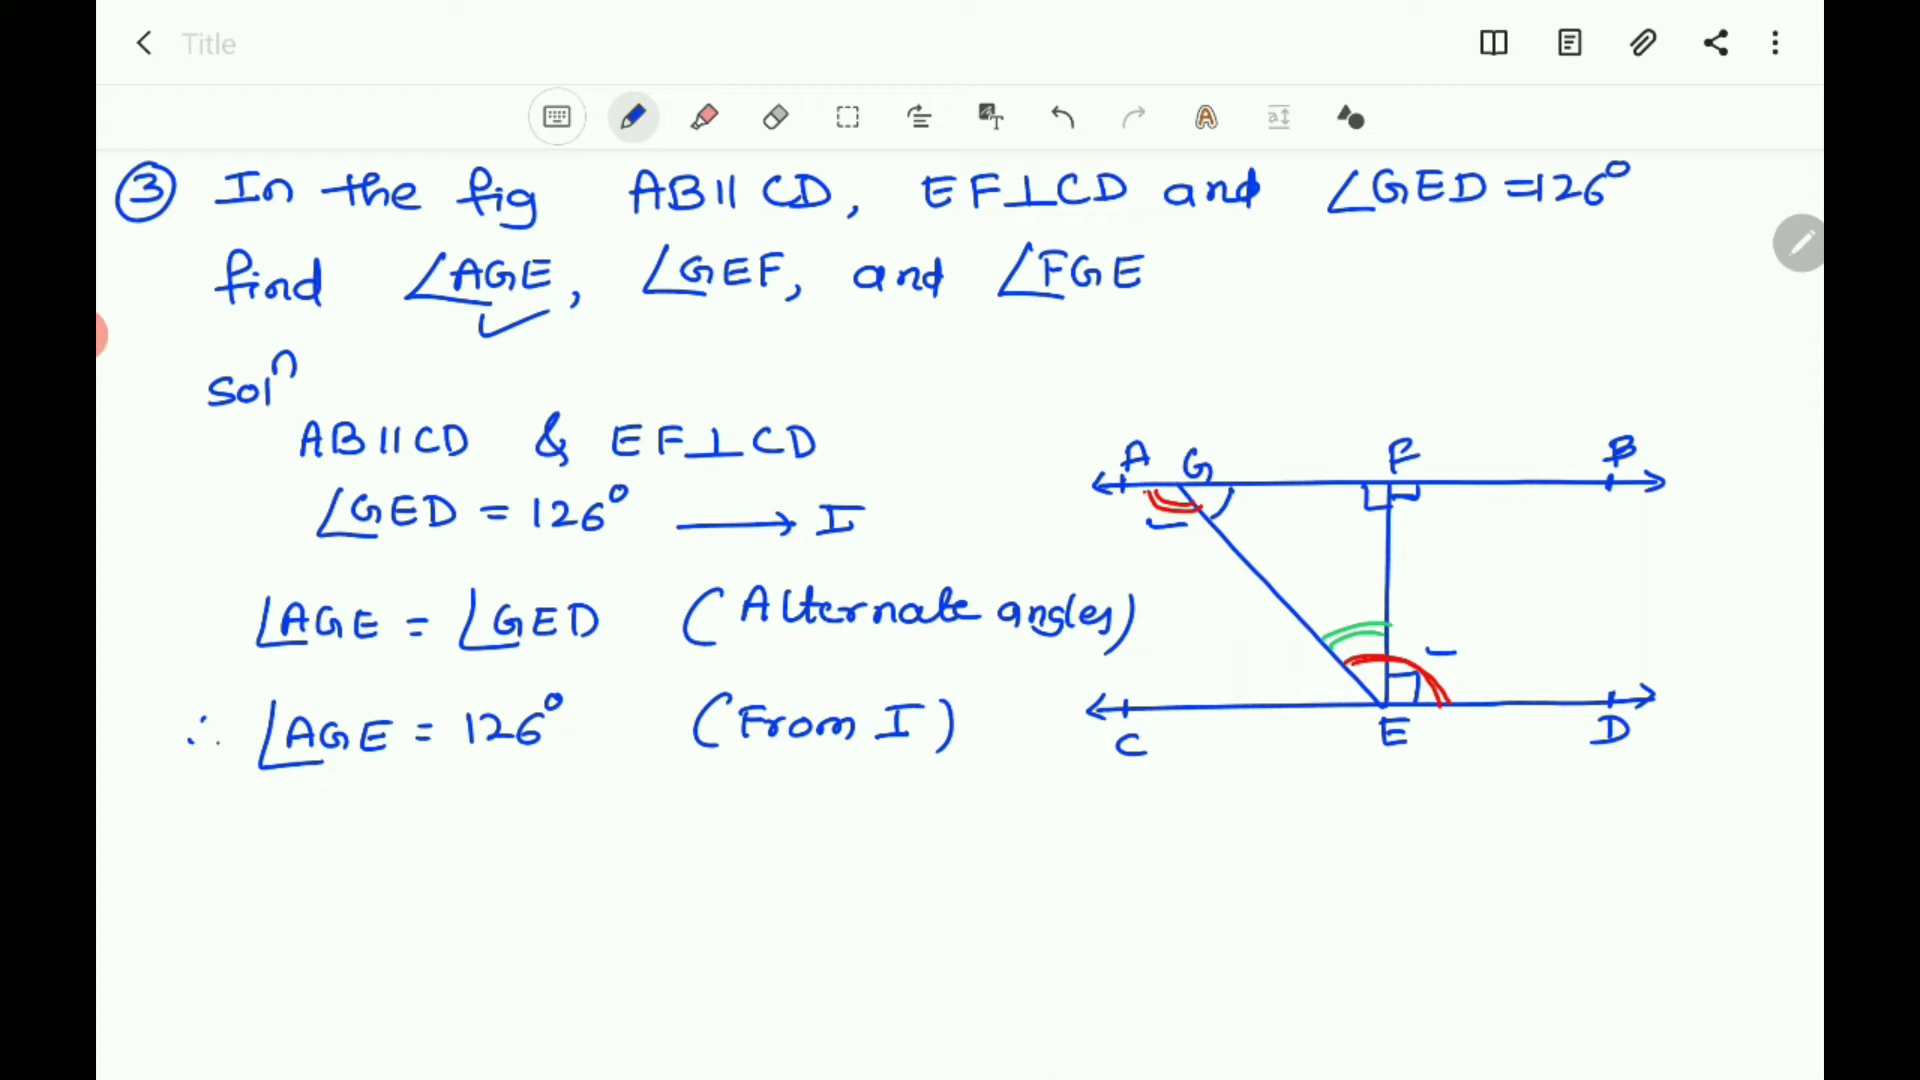 Title
③ In the fig AB || CD, EF⊥CD and ∠GED = 126°
find ∠AGE, ∠GEF, and ∠FGE
Solⁿ
AB || CD & EF⊥CD
∠GED = 126° → I
∠AGE = ∠GED (Alternate angles)
∴ ∠AGE = 126° (From I)
A G F B
C E D